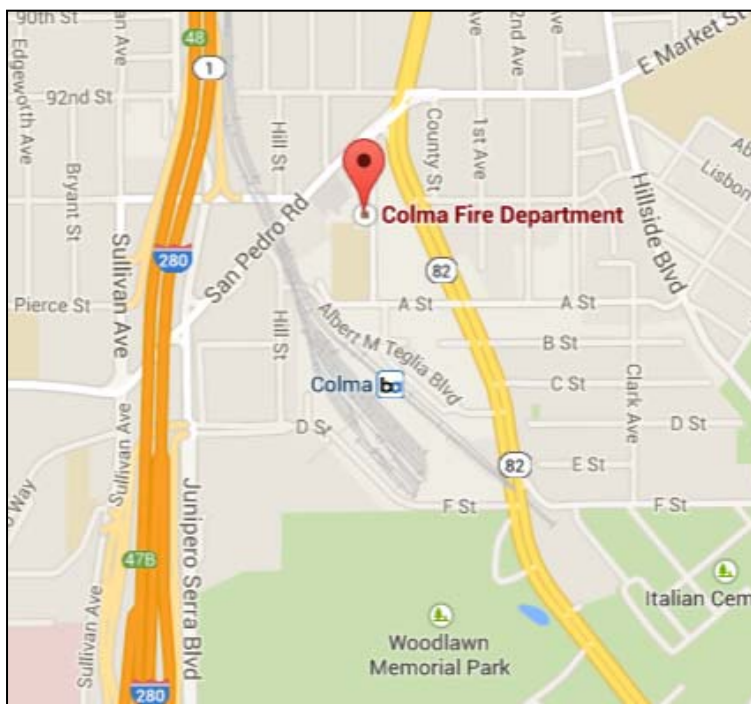 90th St
an Ave
48
1
2nd Ave
E Market St
Edgeworth Ave
92nd St
Hill St
County St
1st Ave
Ab
Lisbon
Bryant St
Colma Fire Department
Hillside Blvd
San Pedro Rd
Sullivan Ave
280
82
Pierce St
A St
A St
Albert M Teglia Blvd
Hill St
B St
Colma
C St
Clark Ave
D St
D St
Sullivan Ave
E St
82
Way
Junipero Serra Blvd
F St
F St
47B
Italian Cem
Sullivan Ave
Woodlawn
Memorial Park
280